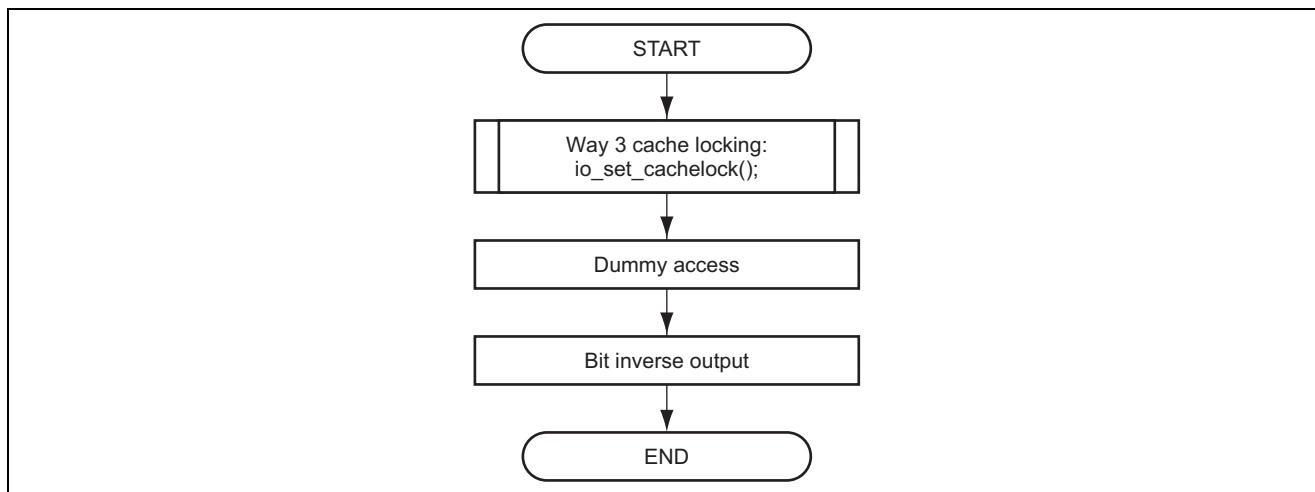 START
Way 3 cache locking:
io_set_cachelock();
Dummy access
Bit inverse output
END